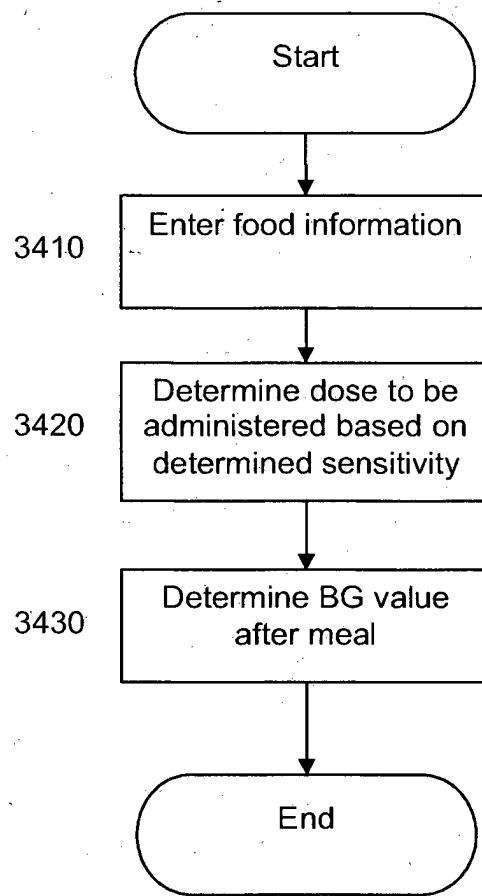 Start
3410
Enter food information
3420
Determine dose to be
administered based on
determined sensitivity
3430
Determine BG value
after meal
End